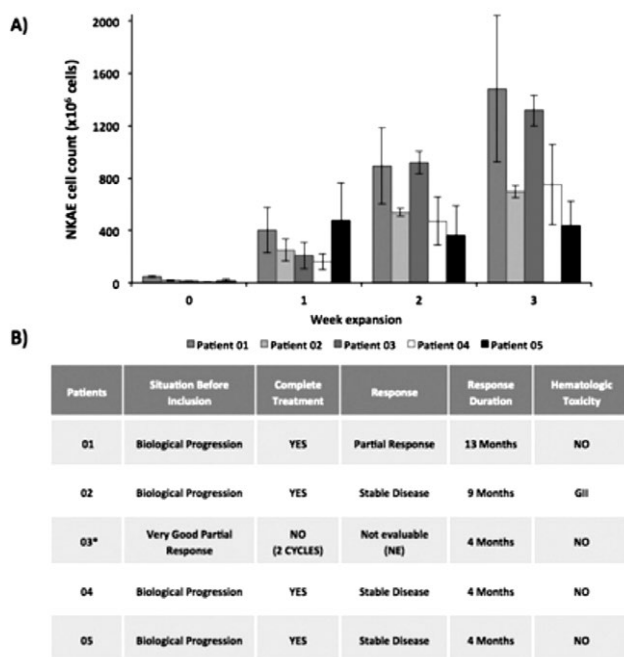 A)
NKAE cell count (x10⁶ cells)
2000
1600
1200
800
400
0
0 1 2 3
Week expansion
Patient 01 Patient 02 Patient 03 Patient 04 Patient 05
B)
Patients Situation Before Inclusion Complete Treatment Response Response Duration Hematologic Toxicity
01 Biological Progression YES Partial Response 13 Months NO
02 Biological Progression YES Stable Disease 9 Months GII
03* Very Good Partial Response NO (2 CYCLES) Not evaluable (NE) 4 Months NO
04 Biological Progression YES Stable Disease 4 Months NO
05 Biological Progression YES Stable Disease 4 Months NO